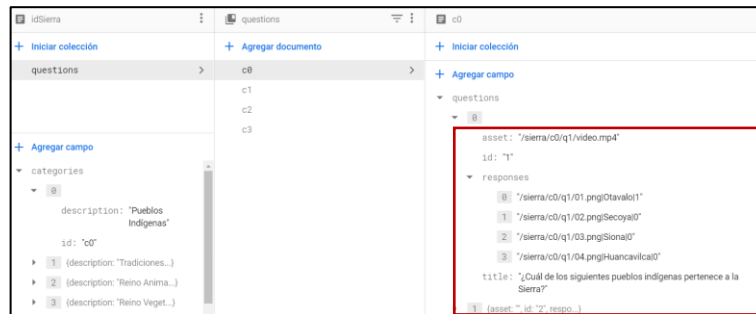 idSierra
Iniciar colección
questions
Agregar campo
categories
0
description: "Pueblos
Indígenas"
id: "c0"
1 {description: "Tradiciones...}
2 {description: "Reino Anima...}
3 {description: "Reino Veget...}
questions
Agregar documento
c0
c1
c2
c3
c0
Iniciar colección
Agregar campo
questions
0
asset: "/sierra/c0/q1/video.mp4"
id: "1"
responses
0 "/sierra/c0/q1/01.png|Otavalo|1"
1 "/sierra/c0/q1/02.png|Secoya|0"
2 "/sierra/c0/q1/03.png|Siona|0"
3 "/sierra/c0/q1/04.png|Huancavilca|0"
title: "¿Cuál de los siguientes pueblos indígenas pertenece a la
Sierra?"
1 {asset: "", id: "2", respo...}